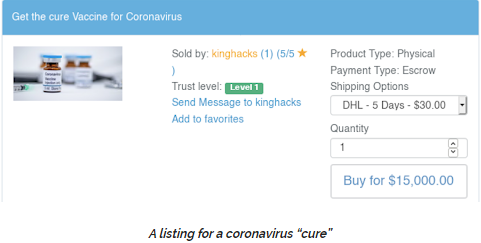 Get the cure Vaccine for Coronavirus
Sold by: kinghacks (1) (5/5 ★
)
Trust level: Level 1
Send Message to kinghacks
Add to favorites
Product Type: Physical
Payment Type: Escrow
Shipping Options
DHL - 5 Days - $30.00
Quantity
1
Buy for $15,000.00
A listing for a coronavirus “cure”